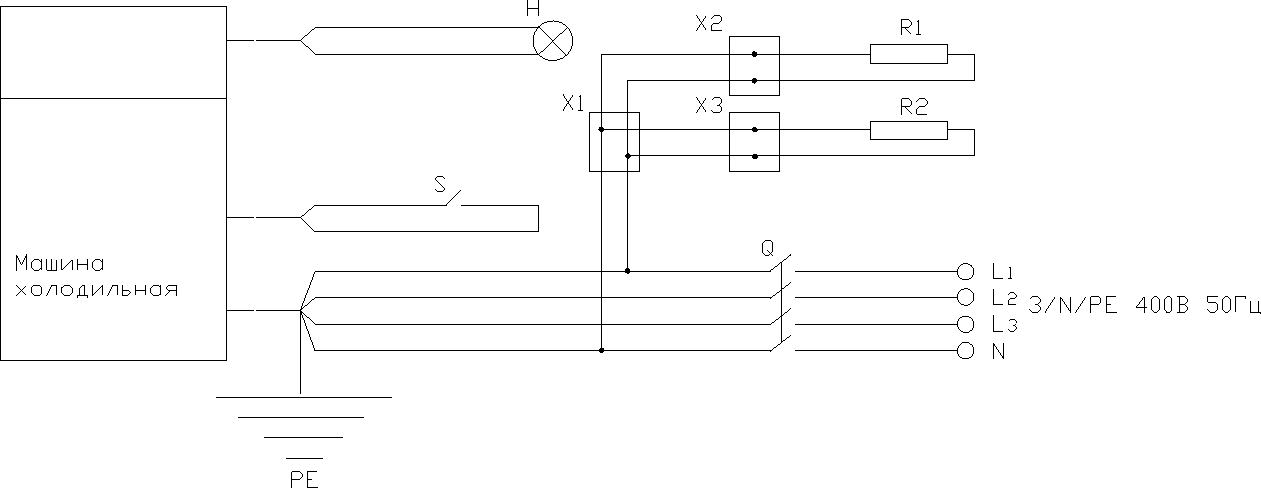 H
X2
R1
X1
X3
R2
S
Машина
холодильная
Q
L1
L2
3/N/PE 400В 50Гц
L3
N
PE